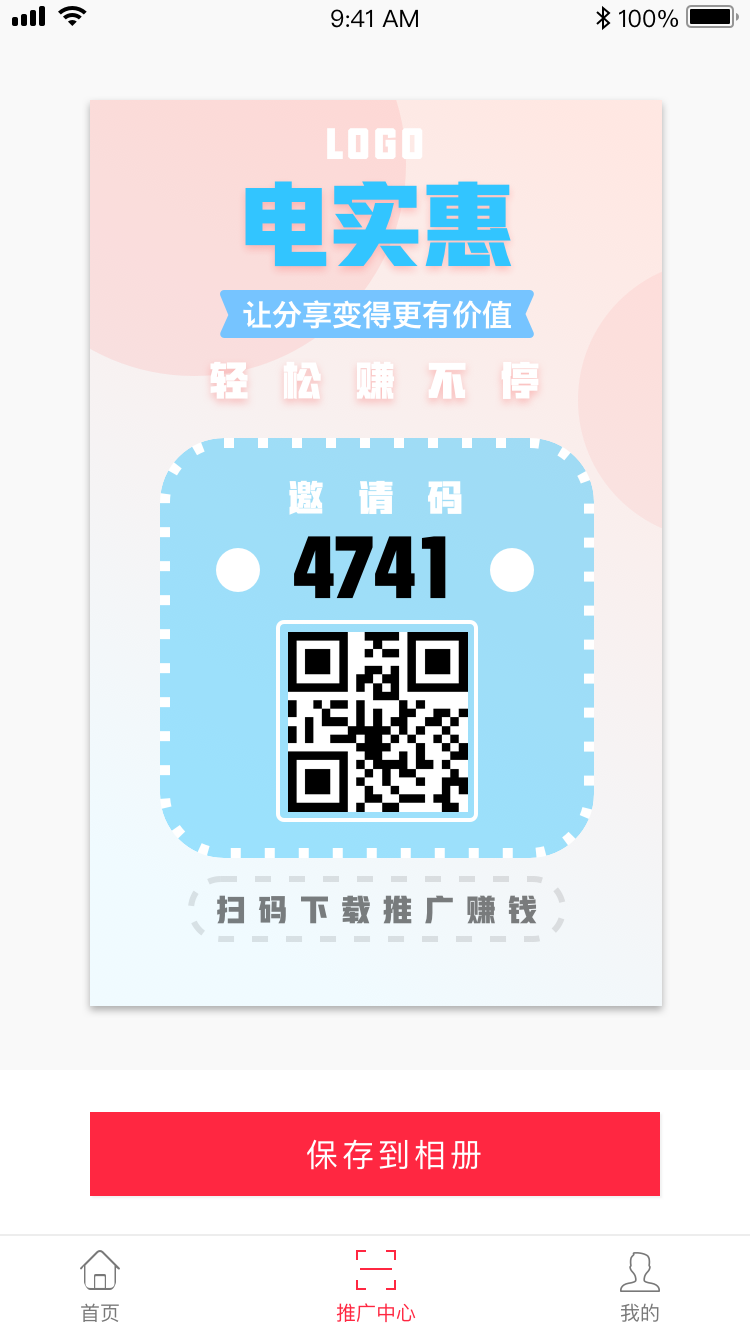 9:41 AM 100%
LOGO
电实惠
让分享变得更有价值
轻松赚不停
邀请码
4741
扫码下载推广赚钱
保存到相册
首页 推广中心 我的